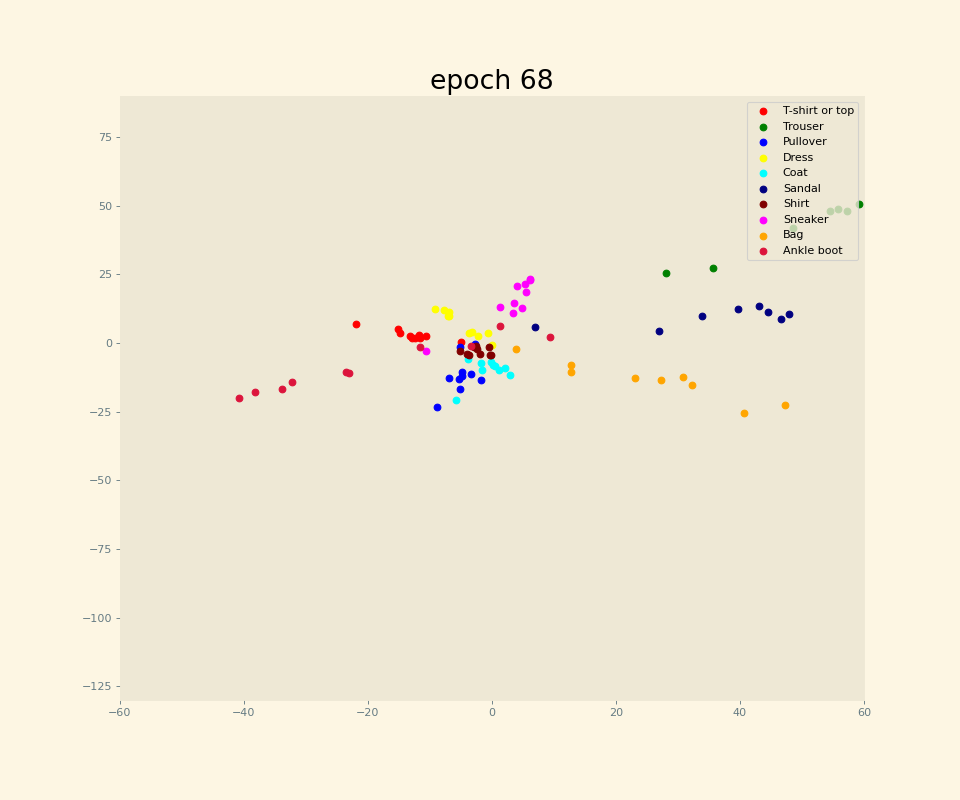 epoch 68
T-shirt or top
Trouser
Pullover
Dress
Coat
Sandal
Shirt
Sneaker
Bag
Ankle boot
75
50
25
0
−25
−50
−75
−100
−125
−60 −40 −20 0 20 40 60